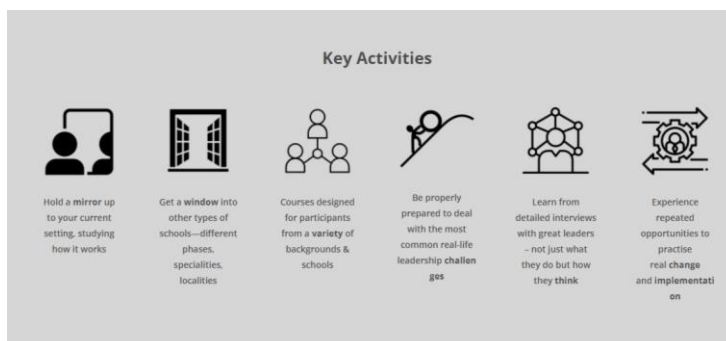 Key Activities
Hold a mirror up
to your current
setting, studying
how it works
Get a window into
other types of
schools—different
phases,
specialities,
localities
Courses designed
for participants
from a variety of
backgrounds &
schools
Be properly
prepared to deal
with the most
common real-life
leadership challen
ges
Learn from
detailed interviews
with great leaders
– not just what
they do but how
they think
Experience
repeated
opportunities to
practise
real change
and implementati
on